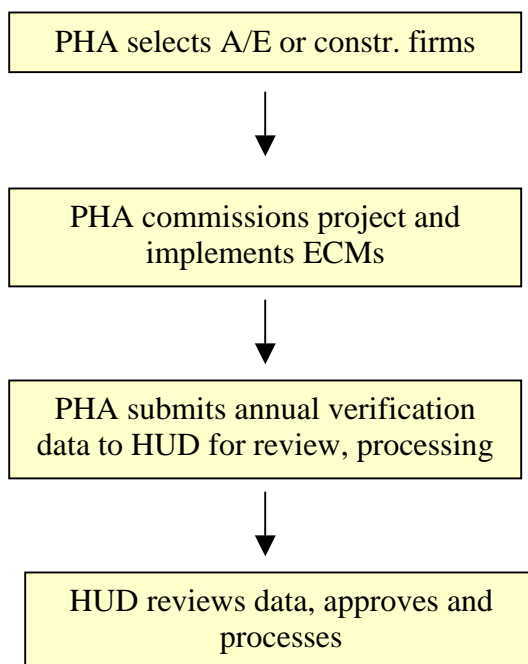 PHA selects A/E or constr. firms
PHA commissions project and
implements ECMs
PHA submits annual verification
data to HUD for review, processing
HUD reviews data, approves and
processes